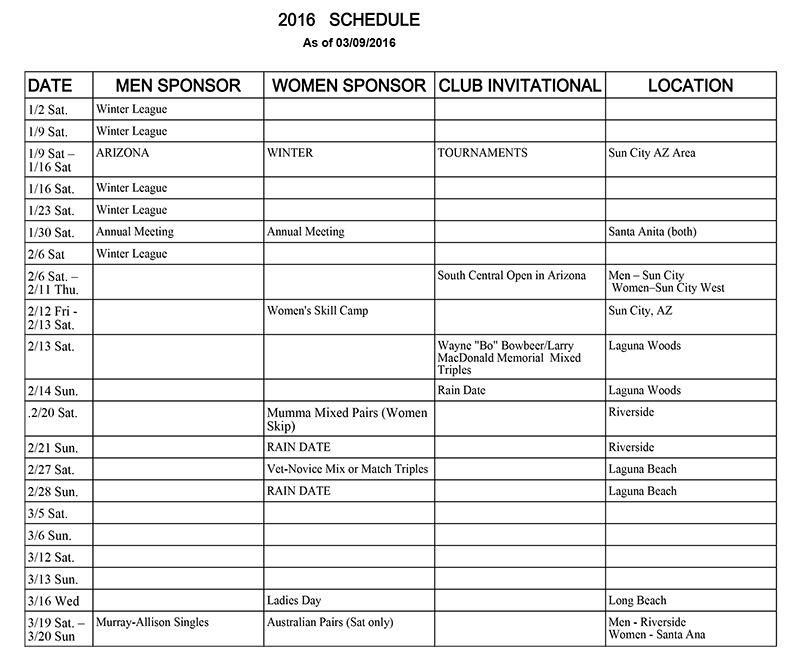 2016 SCHEDULE
As of 03/09/2016
DATE MEN SPONSOR WOMEN SPONSOR CLUB INVITATIONAL LOCATION
1/2 Sat. Winter League
1/9 Sat. Winter League
1/9 Sat – ARIZONA WINTER TOURNAMENTS Sun City AZ Area
1/16 Sat
1/16 Sat. Winter League
1/23 Sat. Winter League
1/30 Sat. Annual Meeting Annual Meeting Santa Anita (both)
2/6 Sat Winter League
2/6 Sat. – South Central Open in Arizona Men – Sun City
2/11 Thu. Women–Sun City West
2/12 Fri - Women's Skill Camp Sun City, AZ
2/13 Sat.
2/13 Sat. Wayne "Bo" Bowbeer/Larry Laguna Woods
MacDonald Memorial Mixed
Triples
2/14 Sun. Rain Date Laguna Woods
.2/20 Sat. Mumma Mixed Pairs (Women Riverside
Skip)
2/21 Sun. RAIN DATE Riverside
2/27 Sat. Vet-Novice Mix or Match Triples Laguna Beach
2/28 Sun. RAIN DATE Laguna Beach
3/5 Sat.
3/6 Sun.
3/12 Sat.
3/13 Sun.
3/16 Wed Ladies Day Long Beach
3/19 Sat. – Murray-Allison Singles Australian Pairs (Sat only) Men - Riverside
3/20 Sun Women - Santa Ana